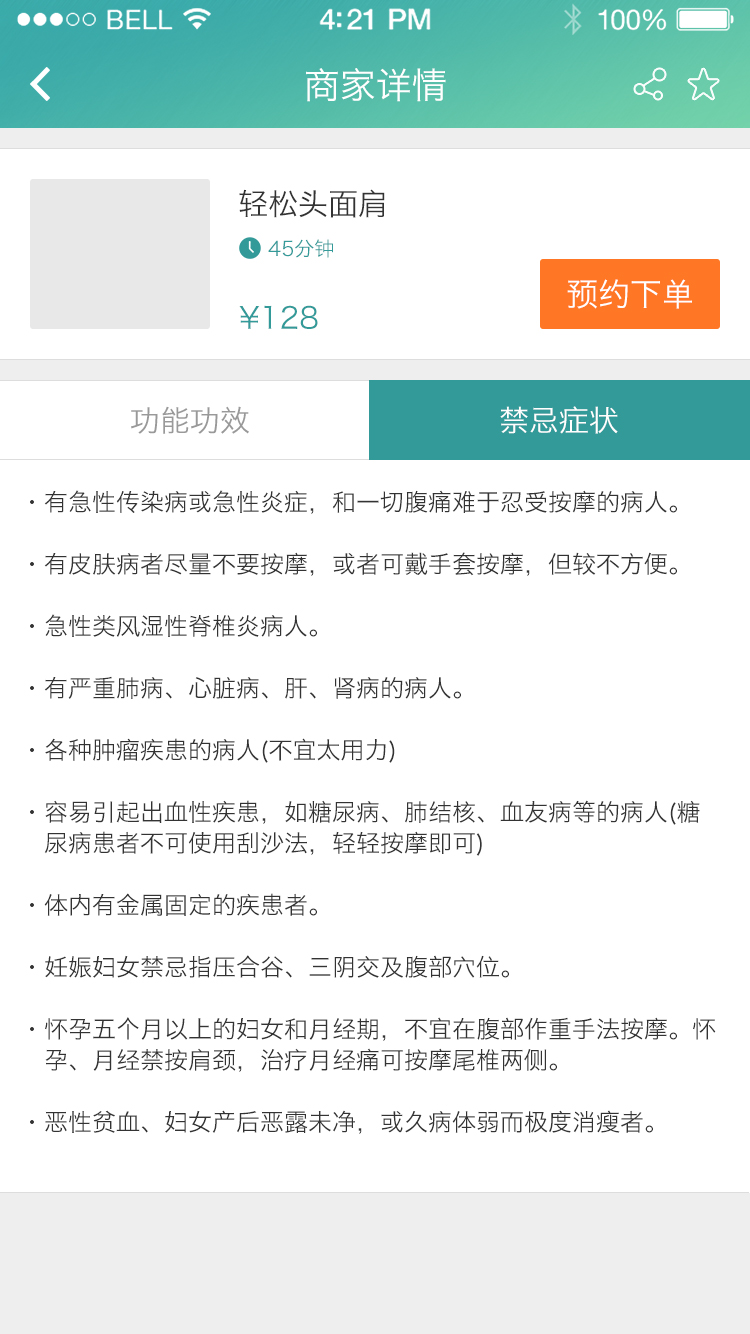 BELL 4:21 PM 100%
商家详情
轻松头面肩
45分钟
¥128
预约下单
功能功效 禁忌症状
·有急性传染病或急性炎症，和一切腹痛难于忍受按摩的病人。
·有皮肤病者尽量不要按摩，或者可戴手套按摩，但较不方便。
·急性类风湿性脊椎炎病人。
·有严重肺病、心脏病、肝、肾病的病人。
·各种肿瘤疾患的病人(不宜太用力)
·容易引起出血性疾患，如糖尿病、肺结核、血友病等的病人(糖
尿病患者不可使用刮沙法，轻轻按摩即可)
·体内有金属固定的疾患者。
·妊娠妇女禁忌指压合谷、三阴交及腹部穴位。
·怀孕五个月以上的妇女和月经期，不宜在腹部作重手法按摩。怀
孕、月经禁按肩颈，治疗月经痛可按摩尾椎两侧。
·恶性贫血、妇女产后恶露未净，或久病体弱而极度消瘦者。